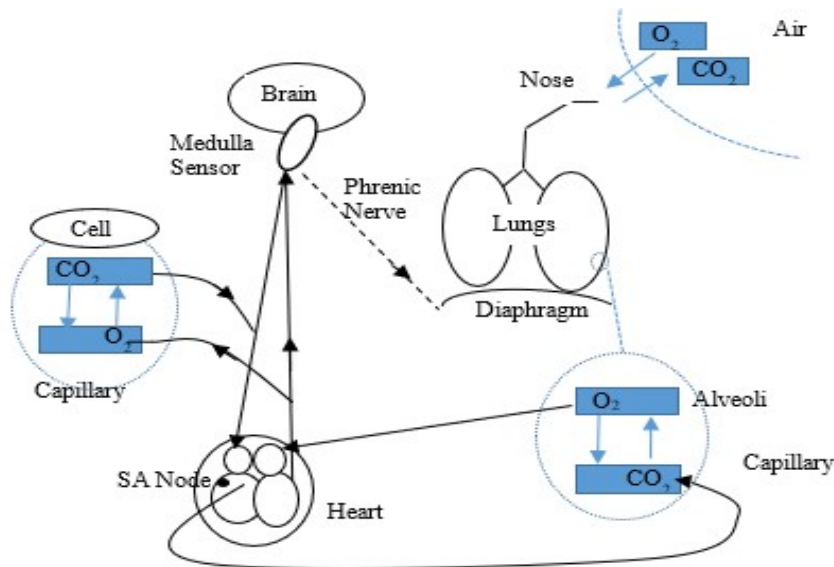 Air
O₂
CO₂
Nose
Brain
Medulla
Sensor
Phrenic
Nerve
Lungs
Cell
CO₂
O₂
Capillary
Diaphragm
O₂
Alveoli
CO₂
Capillary
SA Node
Heart